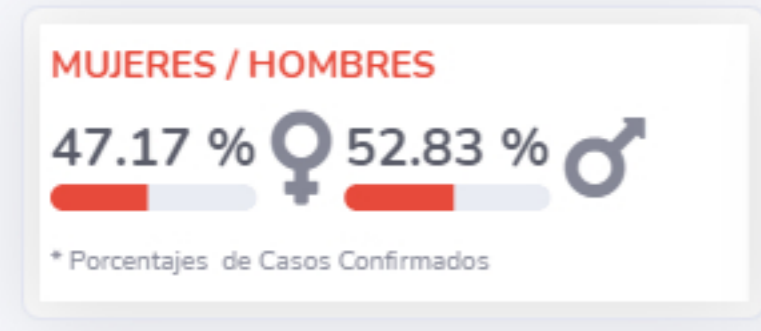 MUJERES / HOMBRES
47.17 % 52.83 %
* Porcentajes de Casos Confirmados